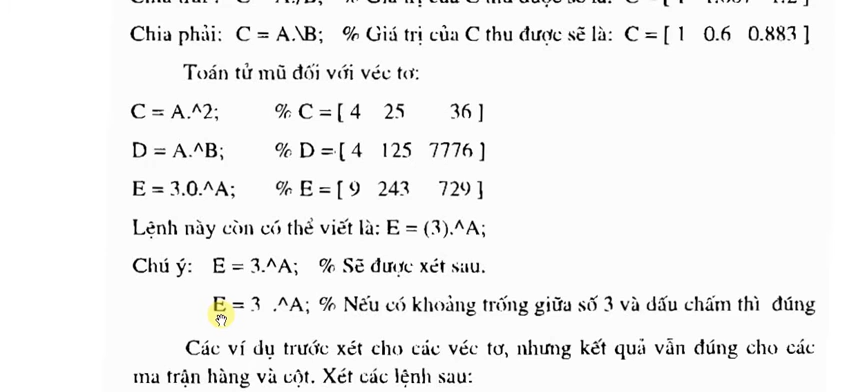 Chia phải: C = A.\B; % Giá trị của C thu được sẽ là: C = [ 1 0.6 0.883 ]
Toán tử mũ đối với véc tơ:
C = A.^2; % C = [ 4 25 36 ]
D = A.^B; % D = [ 4 125 7776 ]
E = 3.0.^A; % E = [ 9 243 729 ]
Lệnh này còn có thể viết là: E = (3).^A;
Chú ý: E = 3.^A; % Sẽ được xét sau.
E = 3 .^A; % Nếu có khoảng trống giữa số 3 và dấu chấm thì đúng
Các ví dụ trước xét cho các véc tơ, nhưng kết quả vẫn đúng cho các
ma trận hàng và cột. Xét các lệnh sau: